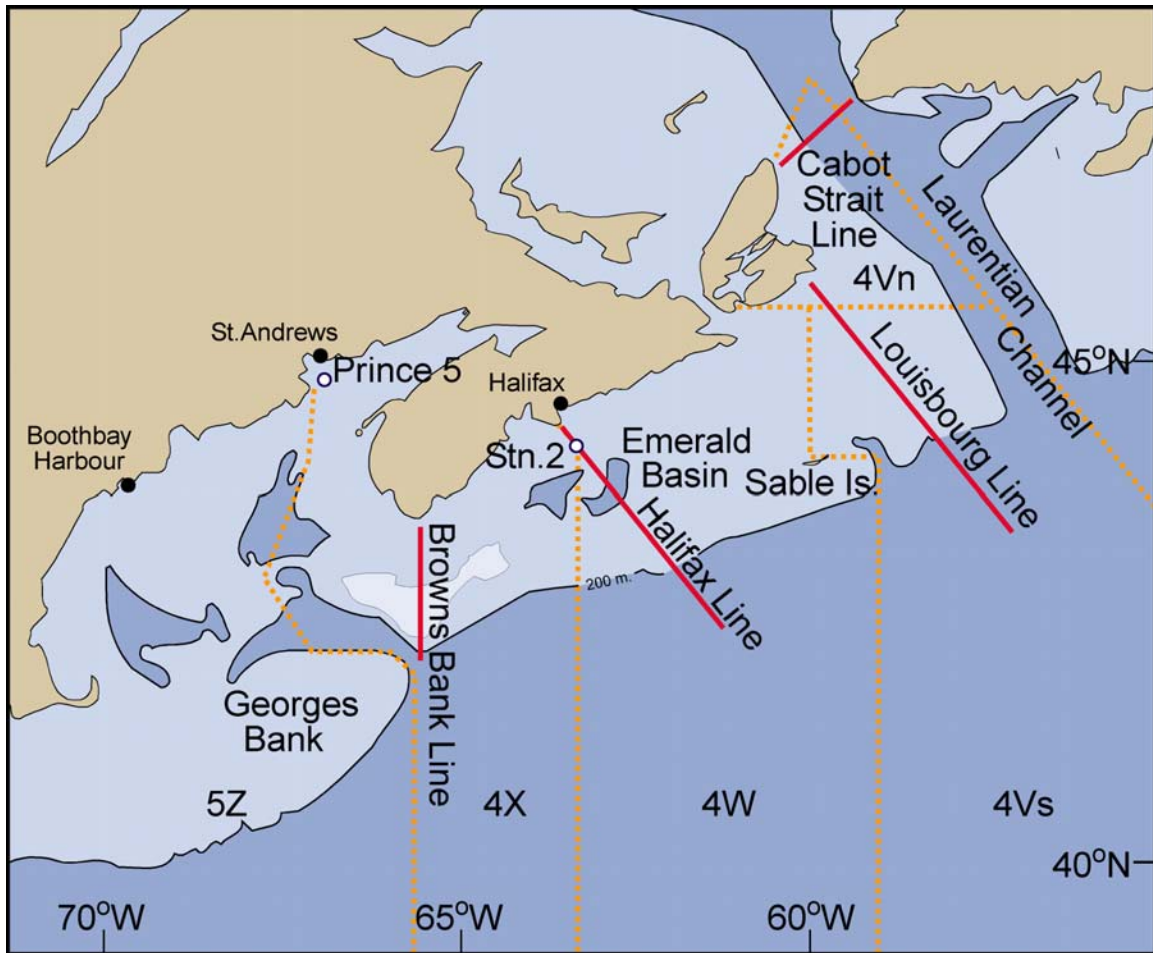 Cabot
Strait
Line
Laurentian
Channel
4Vn
St.Andrews
Prince 5
Halifax
45°N
Louisbourg Line
Boothbay
Harbour
Stn.2
Emerald
Basin
Sable Is.
Halifax Line
Browns Bank Line
200 m.
Georges
Bank
5Z
4X
4W
4Vs
40°N
70°W
65°W
60°W